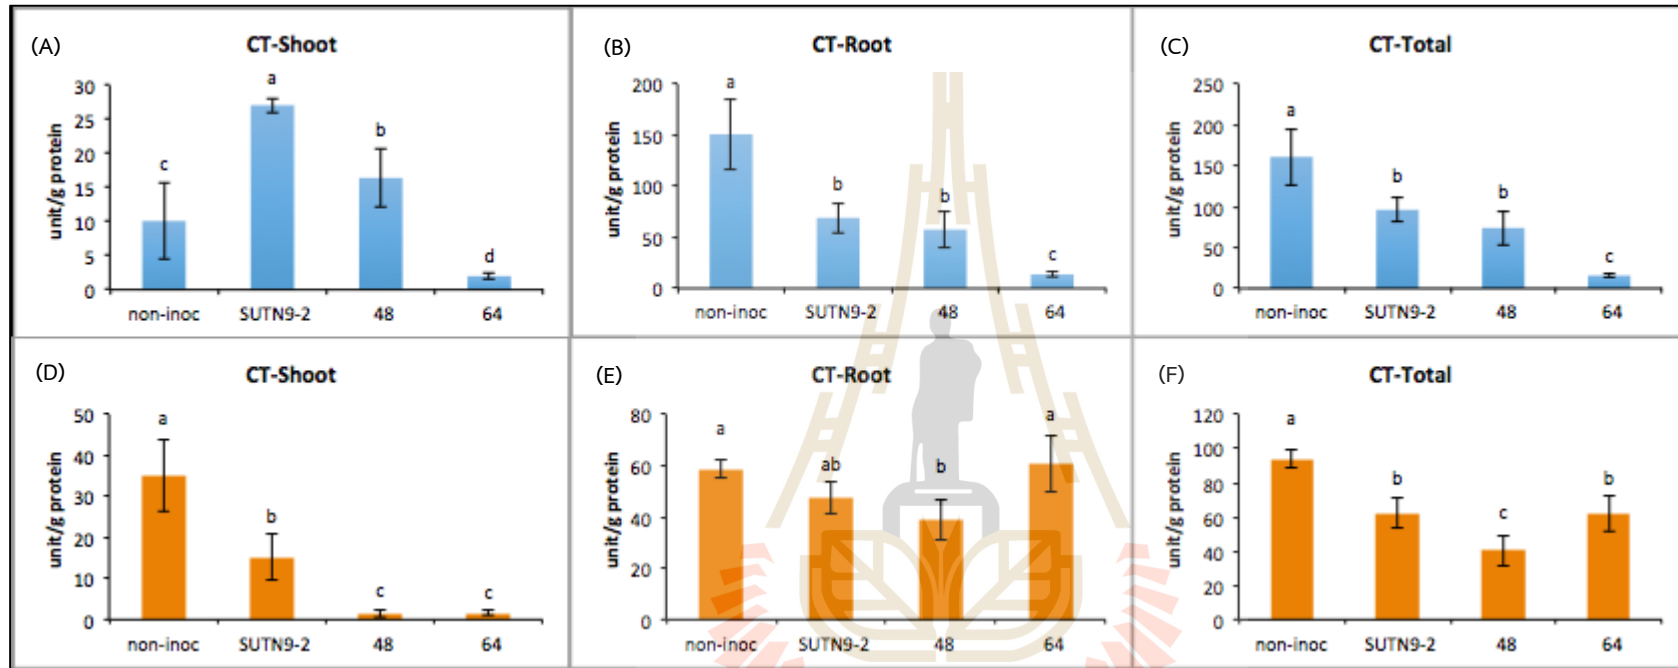 (A)
CT-Shoot
unit/g protein
30
25
20
15
10
5
0
c
a
b
d
non-inoc SUTN9-2 48 64
(B)
CT-Root
unit/g protein
200
150
100
50
0
a
b
b
c
non-inoc SUTN9-2 48 64
(C)
CT-Total
unit/g protein
250
200
150
100
50
0
a
b
b
c
non-inoc SUTN9-2 48 64
(D)
CT-Shoot
unit/g protein
50
40
30
20
10
0
a
b
c
c
non-inoc SUTN9-2 48 64
(E)
CT-Root
unit/g protein
80
60
40
20
0
a
ab
b
a
non-inoc SUTN9-2 48 64
(F)
CT-Total
unit/g protein
120
100
80
60
40
20
0
a
b
c
b
non-inoc SUTN9-2 48 64